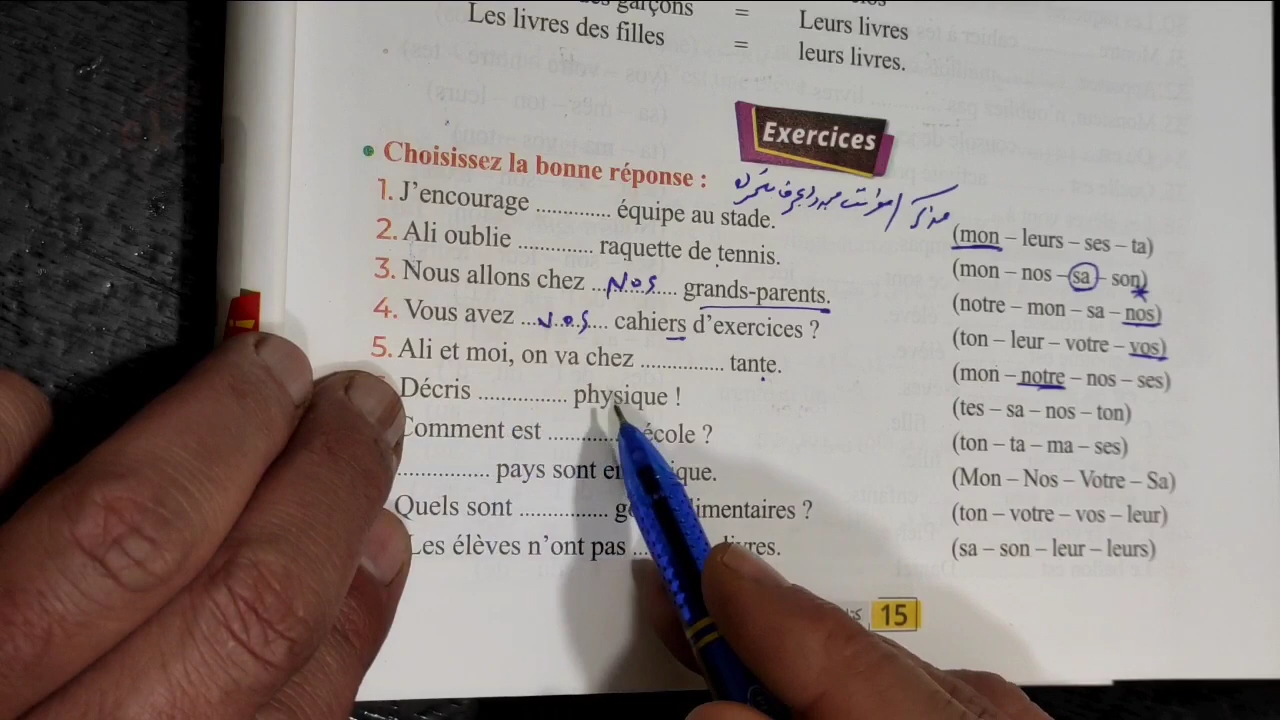 garçons = 
Les livres des filles = Leurs livres
leurs livres.
Exercices
• Choisissez la bonne réponse :
مذكر / مؤنث
1. J'encourage ............. équipe au stade. (mon – leurs – ses – ta)
2. Ali oublie ............. raquette de tennis. (mon – nos – sa – son)
3. Nous allons chez ...Nos... grands-parents. (notre – mon – sa – nos)
4. Vous avez ...vos... cahiers d'exercices ? (ton – leur – votre – vos)
5. Ali et moi, on va chez ............... tante. (mon – notre – nos – ses)
Décris ................ physique ! (tes – sa – nos – ton)
Comment est ............. école ? (ton – ta – ma – ses)
................ pays sont en (Mon – Nos – Votre – Sa)
Quels sont ................ alimentaires ? (ton – votre – vos – leur)
Les élèves n'ont pas ... livres. (sa – son – leur – leurs)
15